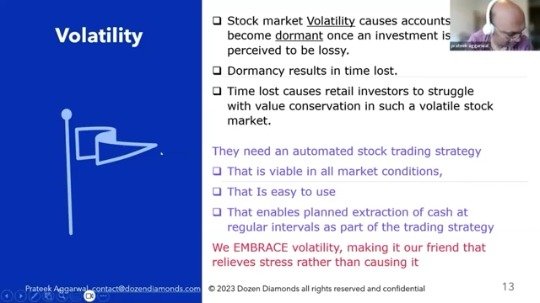 Volatility
☐ Stock market Volatility causes accounts
become dormant once an investment is
perceived to be lossy.
prateek Aggarwal
☐ Dormancy results in time lost.
☐ Time lost causes retail investors to struggle
with value conservation in such a volatile stock
market.
They need an automated stock trading strategy
☐ That is viable in all market conditions,
☐ That Is easy to use
☐ That enables planned extraction of cash at
regular intervals as part of the trading strategy
We EMBRACE volatility, making it our friend that
relieves stress rather than causing it
Prateek Aggarwal, contact@dozendiamonds.com © 2023 Dozen Diamonds all rights reserved and confidential 13